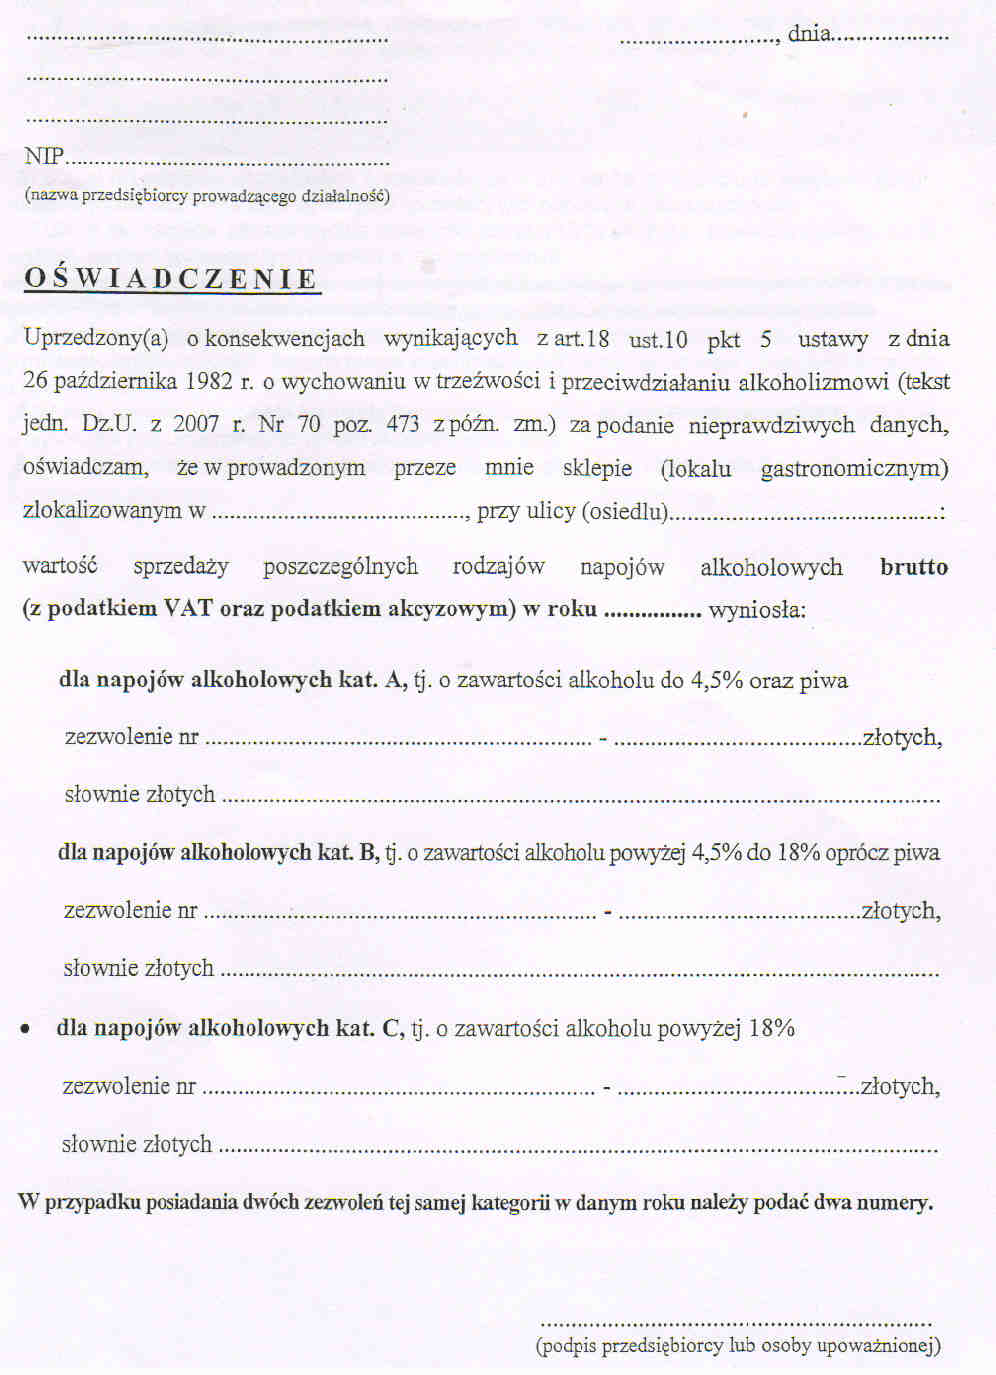 ............................................................
........................, dnia...................
............................................................
............................................................
NIP......................................................
(nazwa przedsiębiorcy prowadzącego działalność)
OŚWIADCZENIE
Uprzedzony(a) o konsekwencjach wynikających z art.18 ust.10 pkt 5 ustawy z dnia
26 października 1982 r. o wychowaniu w trzeźwości i przeciwdziałaniu alkoholizmowi (tekst
jedn. Dz.U. z 2007 r. Nr 70 poz. 473 z późn. zm.) za podanie nieprawdziwych danych,
oświadczam, że w prowadzonym przeze mnie sklepie (lokalu gastronomicznym)
zlokalizowanym w ........................................, przy ulicy (osiedlu)..........................................:
wartość sprzedaży poszczególnych rodzajów napojów alkoholowych brutto
(z podatkiem VAT oraz podatkiem akcyzowym) w roku ................ wyniosła:
dla napojów alkoholowych kat. A, tj. o zawartości alkoholu do 4,5% oraz piwa
zezwolenie nr .............................................................. - ........................................złotych,
słownie złotych ....................................................................................................................
dla napojów alkoholowych kat. B, tj. o zawartości alkoholu powyżej 4,5% do 18% oprócz piwa
zezwolenie nr .............................................................. - ........................................złotych,
słownie złotych ....................................................................................................................
• dla napojów alkoholowych kat. C, tj. o zawartości alkoholu powyżej 18%
zezwolenie nr .............................................................. - ........................................złotych,
słownie złotych ....................................................................................................................
W przypadku posiadania dwóch zezwoleń tej samej kategorii w danym roku należy podać dwa numery.
................................................................
(podpis przedsiębiorcy lub osoby upoważnionej)